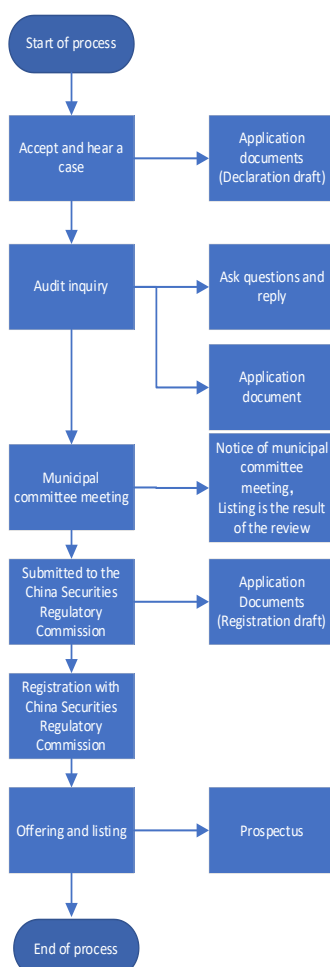 Start of process
Accept and hear a
case
Application
documents
(Declaration draft)
Audit inquiry
Ask questions and
reply
Application
document
Municipal
committee meeting
Notice of municipal
committee
meeting,
Listing is the result
of the review
Submitted to the
China Securities
Regulatory
Commission
Application
Documents
(Registration draft)
Registration with
China Securities
Regulatory
Commission
Offering and listing
Prospectus
End of process